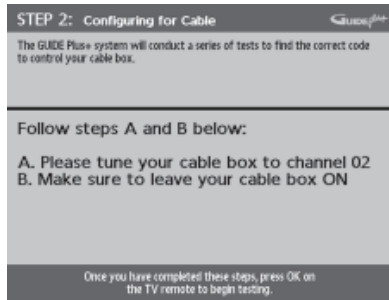 STEP 2: Configuring for Cable
GUIDE Plus+
The GUIDE Plus+ system will conduct a series of tests to find the correct code
to control your cable box.
Follow steps A and B below:
A. Please tune your cable box to channel 02
B. Make sure to leave your cable box ON
Once you have completed these steps, press OK on
the TV remote to begin testing.